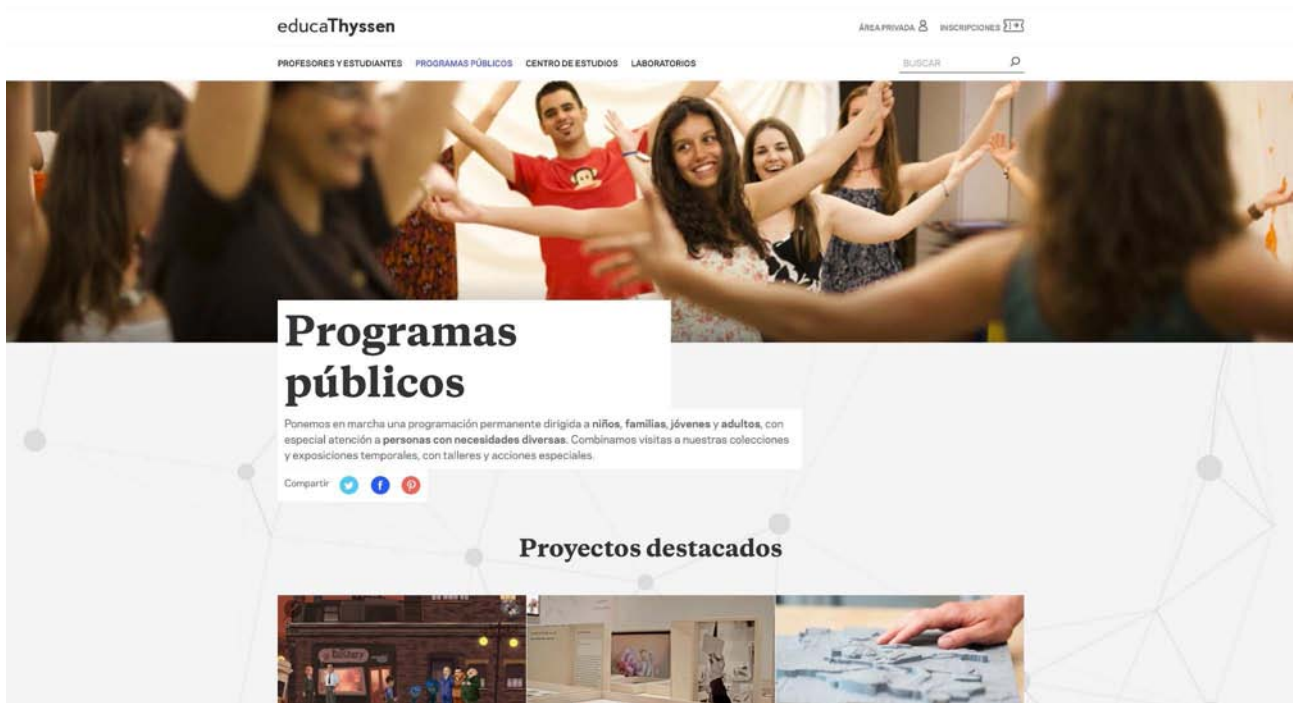 educaThyssen
ÁREA PRIVADA INSCRIPCIONES
PROFESORES Y ESTUDIANTES PROGRAMAS PÚBLICOS CENTRO DE ESTUDIOS LABORATORIOS BUSCAR
Programas
públicos
Ponemos en marcha una programación permanente dirigida a niños, familias, jóvenes y adultos, con
especial atención a personas con necesidades diversas. Combinamos visitas a nuestras colecciones
y exposiciones temporales, con talleres y acciones especiales.
Compartir
Proyectos destacados